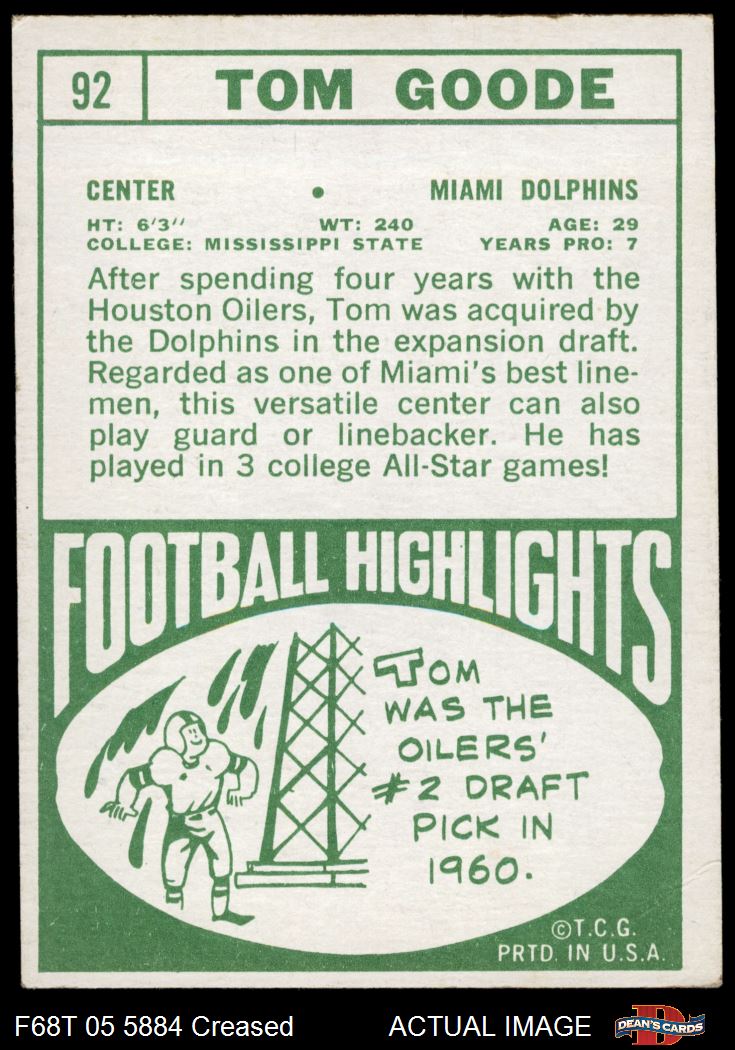 92 TOM GOODE
CENTER • MIAMI DOLPHINS
HT: 6'3" WT: 240 AGE: 29
COLLEGE: MISSISSIPPI STATE YEARS PRO: 7
After spending four years with the
Houston Oilers, Tom was acquired by
the Dolphins in the expansion draft.
Regarded as one of Miami's best line-
men, this versatile center can also
play guard or linebacker. He has
played in 3 college All-Star games!
FOOTBALL HIGHLIGHTS
TOM
WAS THE
OILERS'
#2 DRAFT
PICK IN
1960.
©T.C.G.
PRTD. IN U.S.A.
F68T 05 5884 Creased ACTUAL IMAGE D DEAN'S CARDS